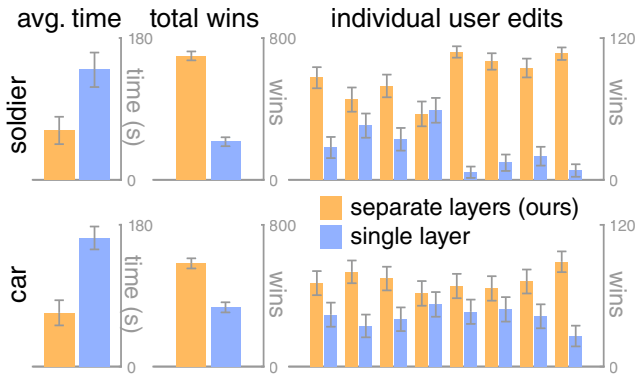 avg. time total wins individual user edits
soldier
180
time (s)
0
800
wins
0
120
wins
0
separate layers (ours)
single layer
car
180
time (s)
0
800
wins
0
120
wins
0